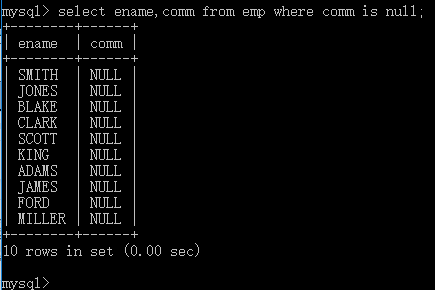 mysql> select ename,comm from emp where comm is null;
+--------+------+
| ename | comm |
+--------+------+
| SMITH | NULL |
| JONES | NULL |
| BLAKE | NULL |
| CLARK | NULL |
| SCOTT | NULL |
| KING | NULL |
| ADAMS | NULL |
| JAMES | NULL |
| FORD | NULL |
| MILLER | NULL |
+--------+------+
10 rows in set (0.00 sec)
mysql>